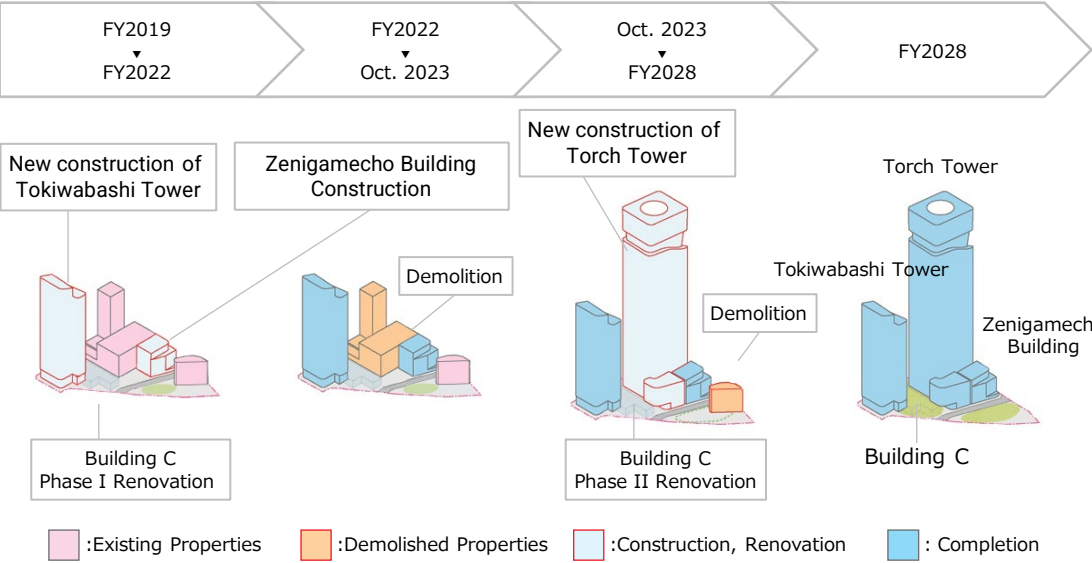 FY2019
▼
FY2022
FY2022
▼
Oct. 2023
Oct. 2023
▼
FY2028
FY2028
New construction of
Tokiwabashi Tower
Zenigamecho Building
Construction
New construction of
Torch Tower
Torch Tower
Demolition
Tokiwabashi Tower
Demolition
Zenigamech
Building
Building C
Phase I Renovation
Building C
Phase II Renovation
Building C
:Existing Properties
:Demolished Properties
:Construction, Renovation
: Completion